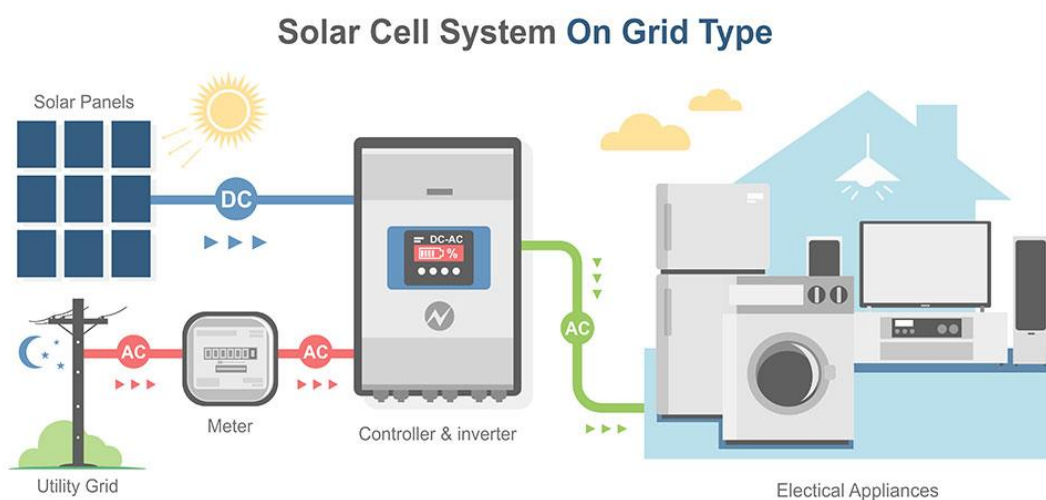 Solar Cell System On Grid Type
Solar Panels
DC
DC-AC
%
AC
AC
AC
Meter
Controller & inverter
Utility Grid
Electical Appliances